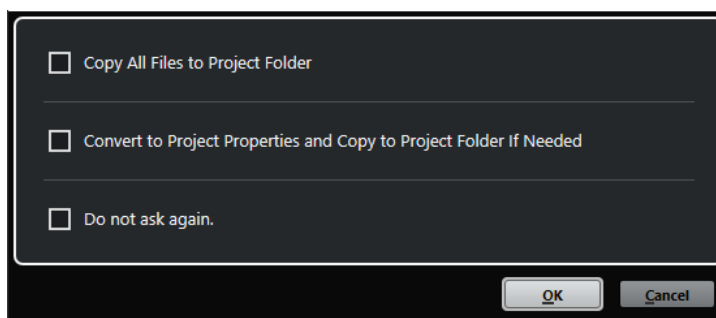 Copy All Files to Project Folder
Convert to Project Properties and Copy to Project Folder If Needed
Do not ask again.
OK Cancel